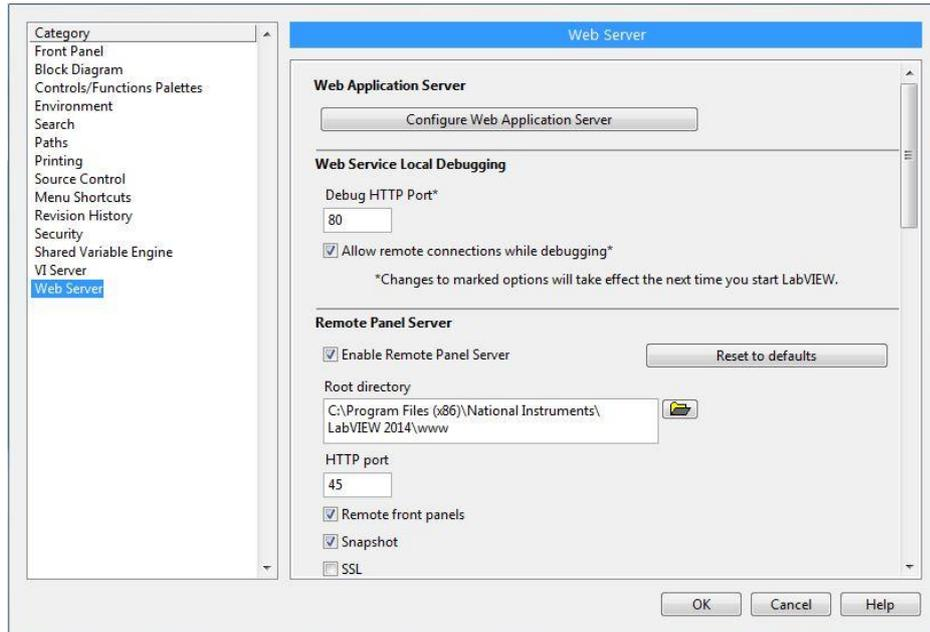 Category
Front Panel
Block Diagram
Controls/Functions Palettes
Environment
Search
Paths
Printing
Source Control
Menu Shortcuts
Revision History
Security
Shared Variable Engine
VI Server
Web Server
Web Server
Web Application Server
Configure Web Application Server
Web Service Local Debugging
Debug HTTP Port*
80
Allow remote connections while debugging*
*Changes to marked options will take effect the next time you start LabVIEW.
Remote Panel Server
Enable Remote Panel Server
Reset to defaults
Root directory
C:\Program Files (x86)\National Instruments\
LabVIEW 2014\www
HTTP port
45
Remote front panels
Snapshot
SSL
OK
Cancel
Help